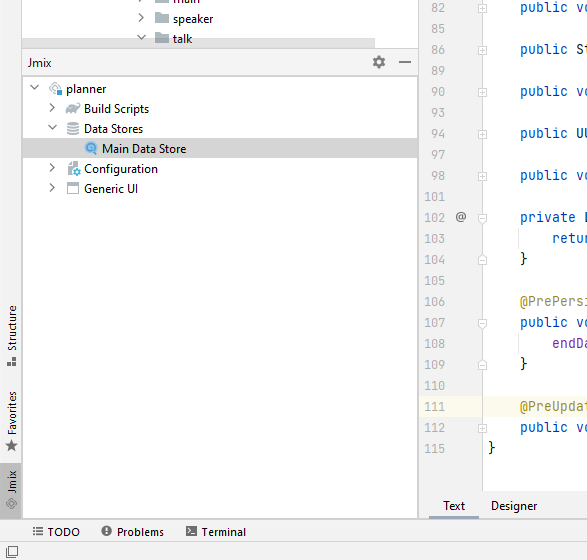 main
speaker
talk
Jmix
planner
Build Scripts
Data Stores
Main Data Store
Configuration
Generic UI
Structure
Favorites
Jmix
82 public vo
85
86 public St
89
90 public vo
93
94 public UU
97
98 public vo
101
102 @ private L
103 retur
104 }
105
106 @PrePersi
107 public vo
108 endDa
109 }
110
111 @PreUpdat
112 public vo
115 }
Text Designer
TODO Problems Terminal